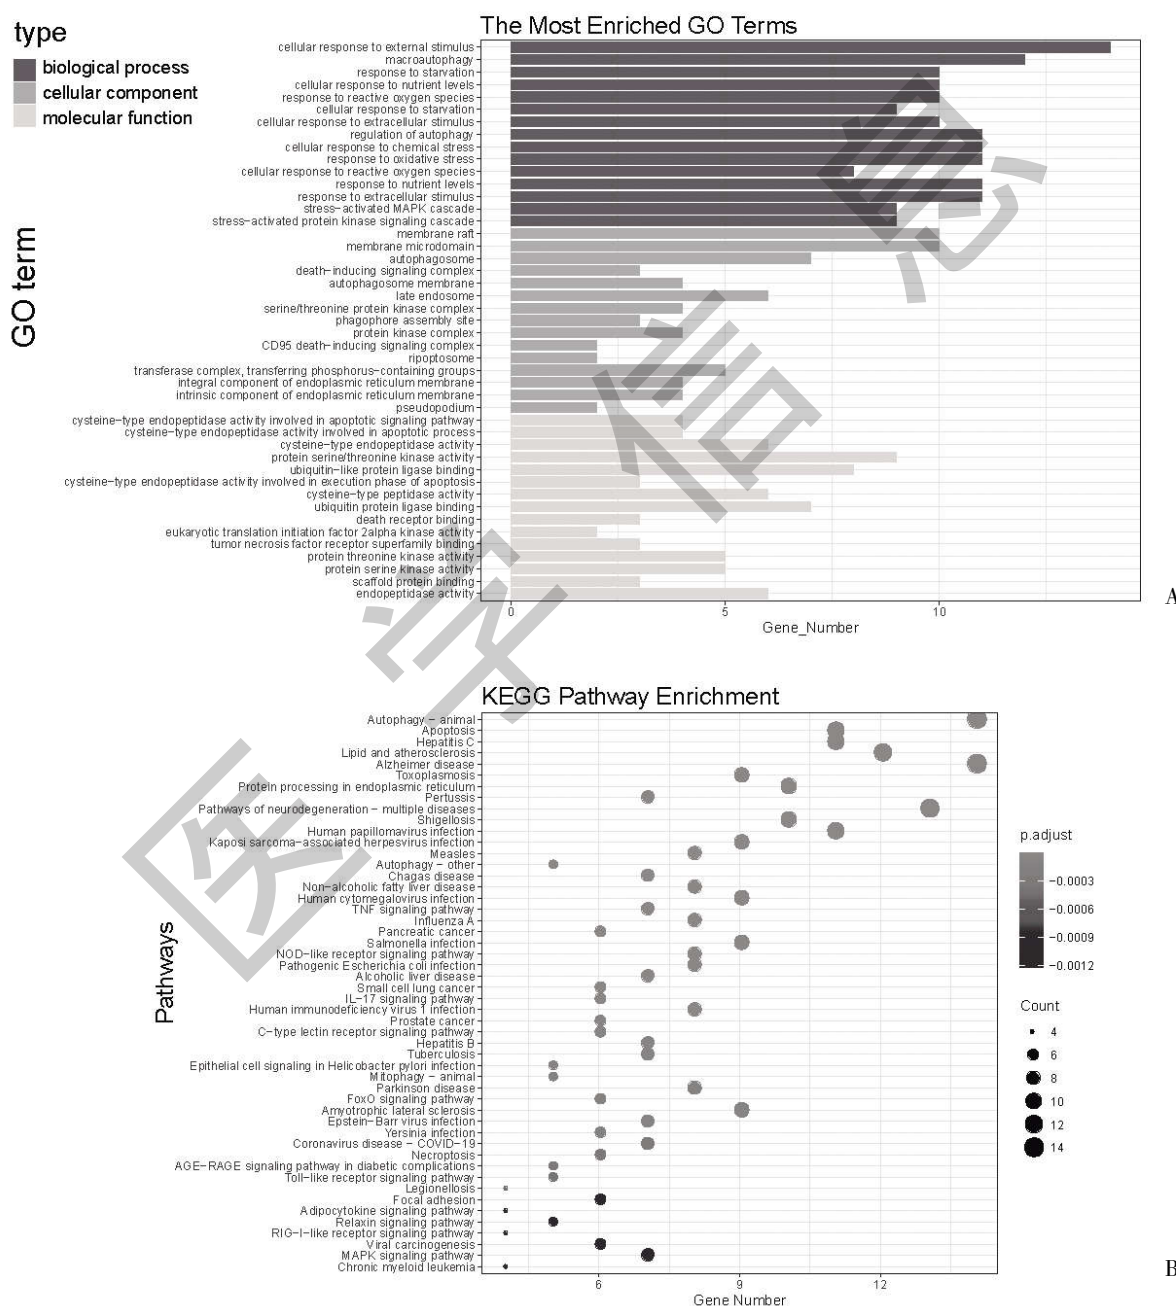 The Most Enriched GO Terms
type
biological process
cellular component
molecular function
GO term
cellular response to external stimulus
macroautophagy
response to starvation
cellular response to nutrient levels
response to reactive oxygen species
cellular response to starvation
cellular response to extracellular stimulus
regulation of autophagy
cellular response to chemical stress
response to oxidative stress
cellular response to reactive oxygen species
response to nutrient levels
response to extracellular stimulus
stress−activated MAPK cascade
stress−activated protein kinase signaling cascade
membrane raft
membrane microdomain
autophagosome
death−inducing signaling complex
autophagosome membrane
late endosome
serine/threonine protein kinase complex
phagophore assembly site
protein kinase complex
CD95 death−inducing signaling complex
ripoptosome
transferase complex, transferring phosphorus−containing groups
integral component of endoplasmic reticulum membrane
intrinsic component of endoplasmic reticulum membrane
pseudopodium
cysteine−type endopeptidase activity involved in apoptotic signaling pathway
cysteine−type endopeptidase activity involved in apoptotic process
cysteine−type endopeptidase activity
protein serine/threonine kinase activity
ubiquitin−like protein ligase binding
cysteine−type endopeptidase activity involved in execution phase of apoptosis
cysteine−type peptidase activity
ubiquitin protein ligase binding
death receptor binding
eukaryotic translation initiation factor 2alpha kinase activity
tumor necrosis factor receptor superfamily binding
protein threonine kinase activity
protein serine kinase activity
scaffold protein binding
endopeptidase activity
0 5 10
Gene_Number
A
KEGG Pathway Enrichment
Pathways
Autophagy − animal
Apoptosis
Hepatitis C
Lipid and atherosclerosis
Alzheimer disease
Toxoplasmosis
Protein processing in endoplasmic reticulum
Pertussis
Pathways of neurodegeneration − multiple diseases
Shigellosis
Human papillomavirus infection
Kaposi sarcoma−associated herpesvirus infection
Measles
Autophagy − other
Chagas disease
Non−alcoholic fatty liver disease
Human cytomegalovirus infection
TNF signaling pathway
Influenza A
Pancreatic cancer
Salmonella infection
NOD−like receptor signaling pathway
Pathogenic Escherichia coli infection
Alcoholic liver disease
Small cell lung cancer
IL−17 signaling pathway
Human immunodeficiency virus 1 infection
Prostate cancer
C−type lectin receptor signaling pathway
Hepatitis B
Tuberculosis
Epithelial cell signaling in Helicobacter pylori infection
Mitophagy − animal
Parkinson disease
FoxO signaling pathway
Amyotrophic lateral sclerosis
Epstein−Barr virus infection
Yersinia infection
Coronavirus disease − COVID−19
Necroptosis
AGE−RAGE signaling pathway in diabetic complications
Toll−like receptor signaling pathway
Legionellosis
Focal adhesion
Adipocytokine signaling pathway
Relaxin signaling pathway
RIG−I−like receptor signaling pathway
Viral carcinogenesis
MAPK signaling pathway
Chronic myeloid leukemia
6 9 12
Gene Number
p.adjust
0.0003
0.0006
0.0009
0.0012
Count
4
6
8
10
12
14
B
医学信息